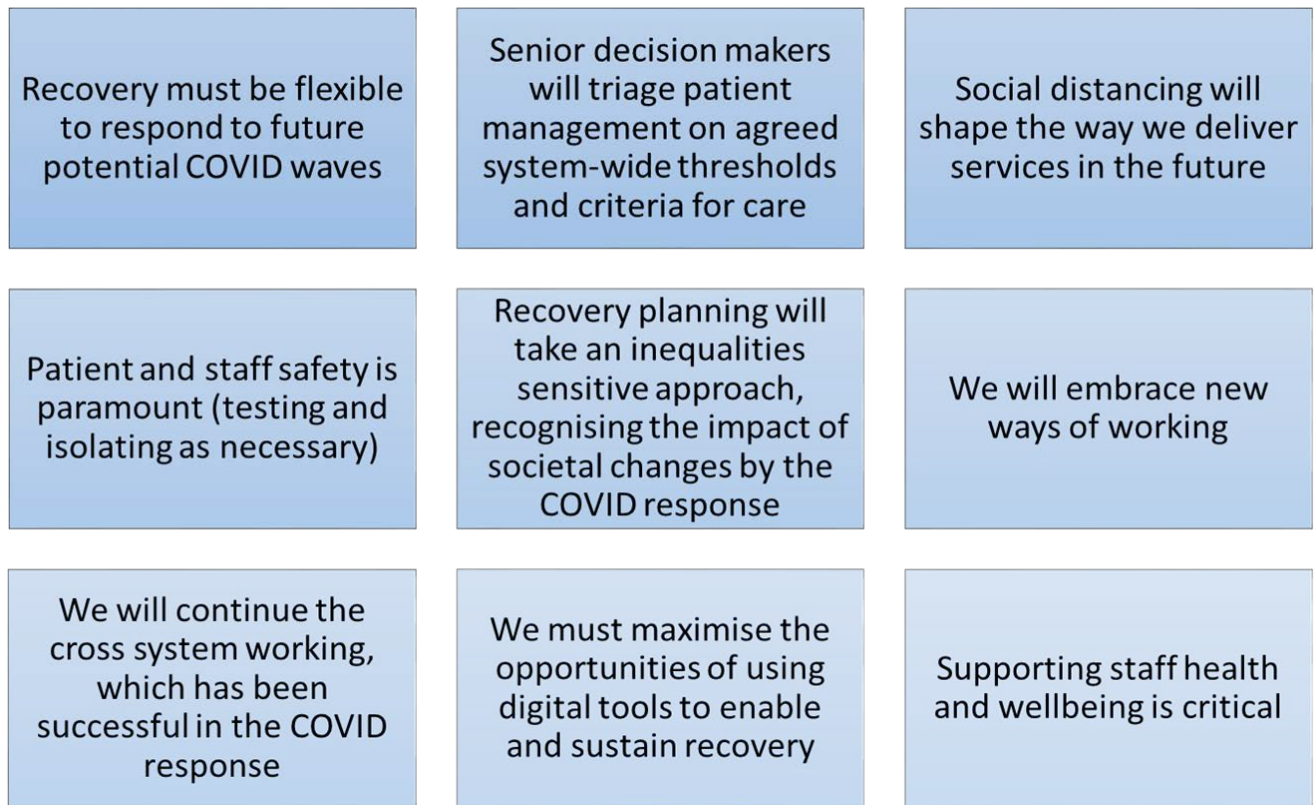 Recovery must be flexible
to respond to future
potential COVID waves
Senior decision makers
will triage patient
management on agreed
system-wide thresholds
and criteria for care
Social distancing will
shape the way we deliver
services in the future
Patient and staff safety is
paramount (testing and
isolating as necessary)
Recovery planning will
take an inequalities
sensitive approach,
recognising the impact of
societal changes by the
COVID response
We will embrace new
ways of working
We will continue the
cross system working,
which has been
successful in the COVID
response
We must maximise the
opportunities of using
digital tools to enable
and sustain recovery
Supporting staff health
and wellbeing is critical